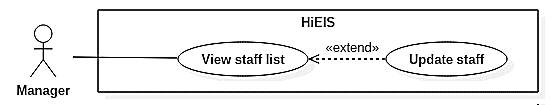 HiEIS
«extend»
View staff list
Update staff
Manager